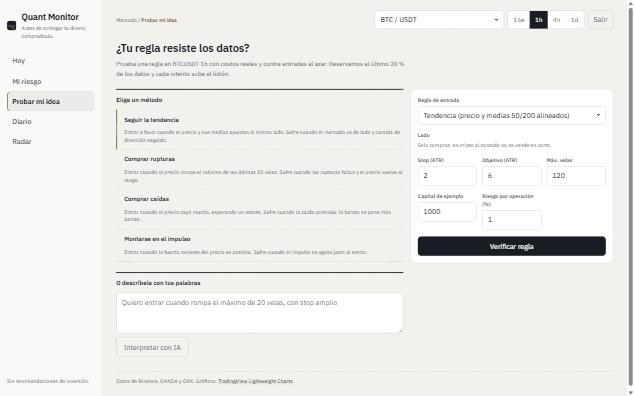 Quant Monitor
Antes de arriesgar tu dinero,
compruébalo.
Hoy
Mi riesgo
Probar mi idea
Diario
Radar
Sin recomendaciones de inversión.
Mercado / Probar mi idea
BTC / USDT
15m 1h 4h 1d
Salir
¿Tu regla resiste los datos?
Prueba una regla en BTCUSDT 1h con costes reales y contra entradas al azar. Reservamos el último 20 %
de los datos y cada intento sube el listón.
Elige un método
Seguir la tendencia
Entrar a favor cuando el precio y sus medias apuntan al mismo lado. Sufre cuando el mercado va de lado y cambia de
dirección seguido.
Comprar rupturas
Entrar cuando el precio rompe el máximo de las últimas 20 velas. Sufre cuando las rupturas fallan y el precio vuelve al
rango.
Comprar caídas
Entrar cuando el precio cayó mucho, esperando un rebote. Sufre cuando la caída continúa: lo barato se pone más
barato.
Montarse en el impulso
Entrar cuando la fuerza reciente del precio es positiva. Sufre cuando el impulso se agota justo al entrar.
O descríbela con tus palabras
Quiero entrar cuando rompa el máximo de 20 velas, con stop amplio
Interpretar con IA
Regla de entrada
Tendencia (precio y medias 50/200 alineados)
Lado
Solo compras; en cripto al contado no se vende en corto.
Stop (ATR)
Objetivo (ATR)
Máx. velas
2
6
120
Capital de ejemplo
Riesgo por operación
(%)
1000
1
Verificar regla
Datos de Binance, OANDA y OKX. Gráficos: TradingView Lightweight Charts.